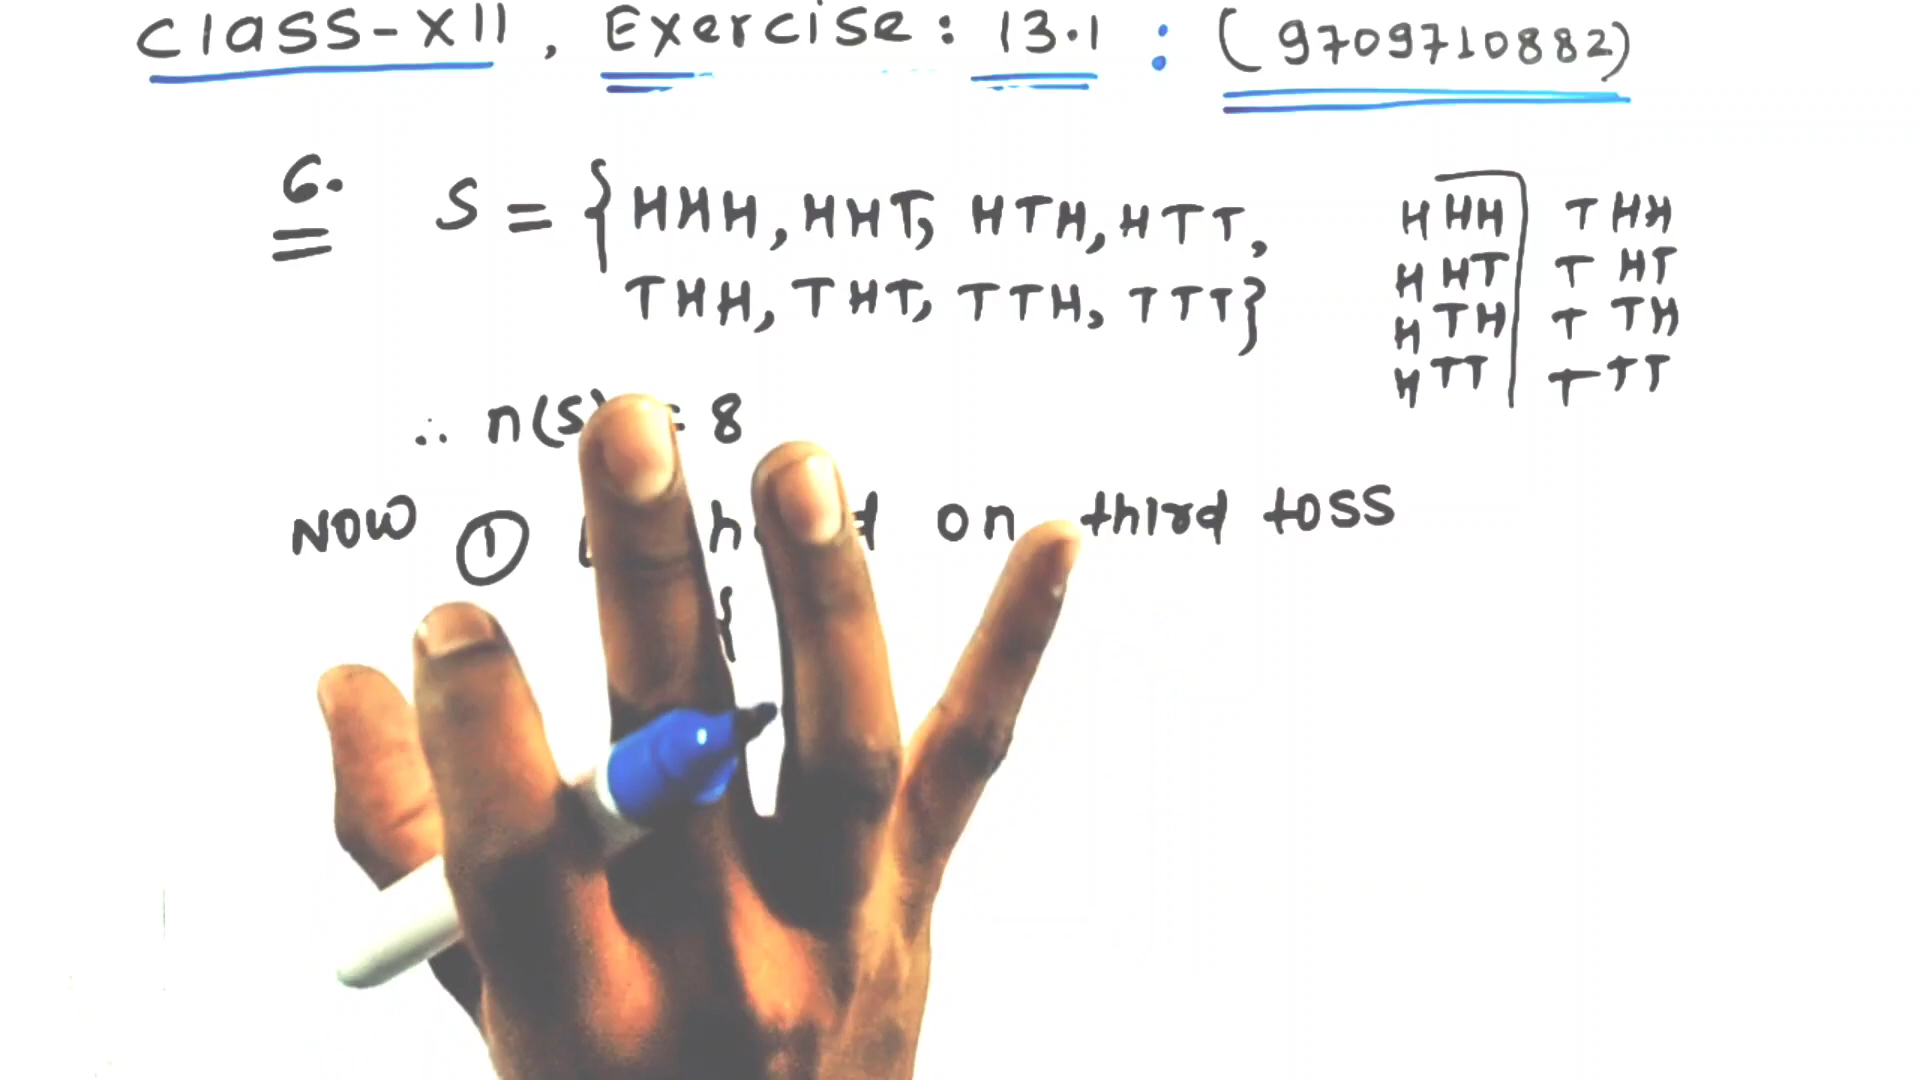 Class-XII, Exercise: 13.1 : (9709710882)
6. S = {HHH, HHT, HTH, HTT,
THH, THT, TTH, TTT}
HHH THH
HHT THT
HTH TTH
HTT TTT
∴ n(S) = 8
NOW ① on third toss
{